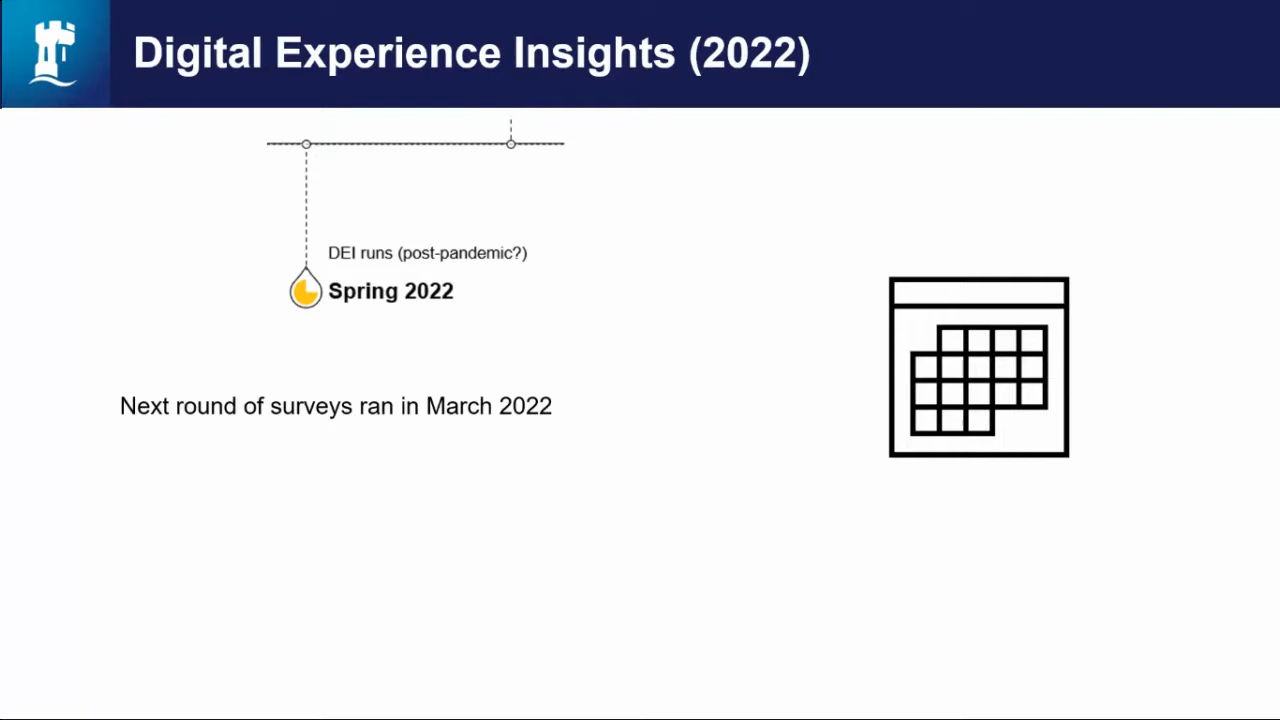 Digital Experience Insights (2022)
DEI runs (post-pandemic?)
Spring 2022
Next round of surveys ran in March 2022